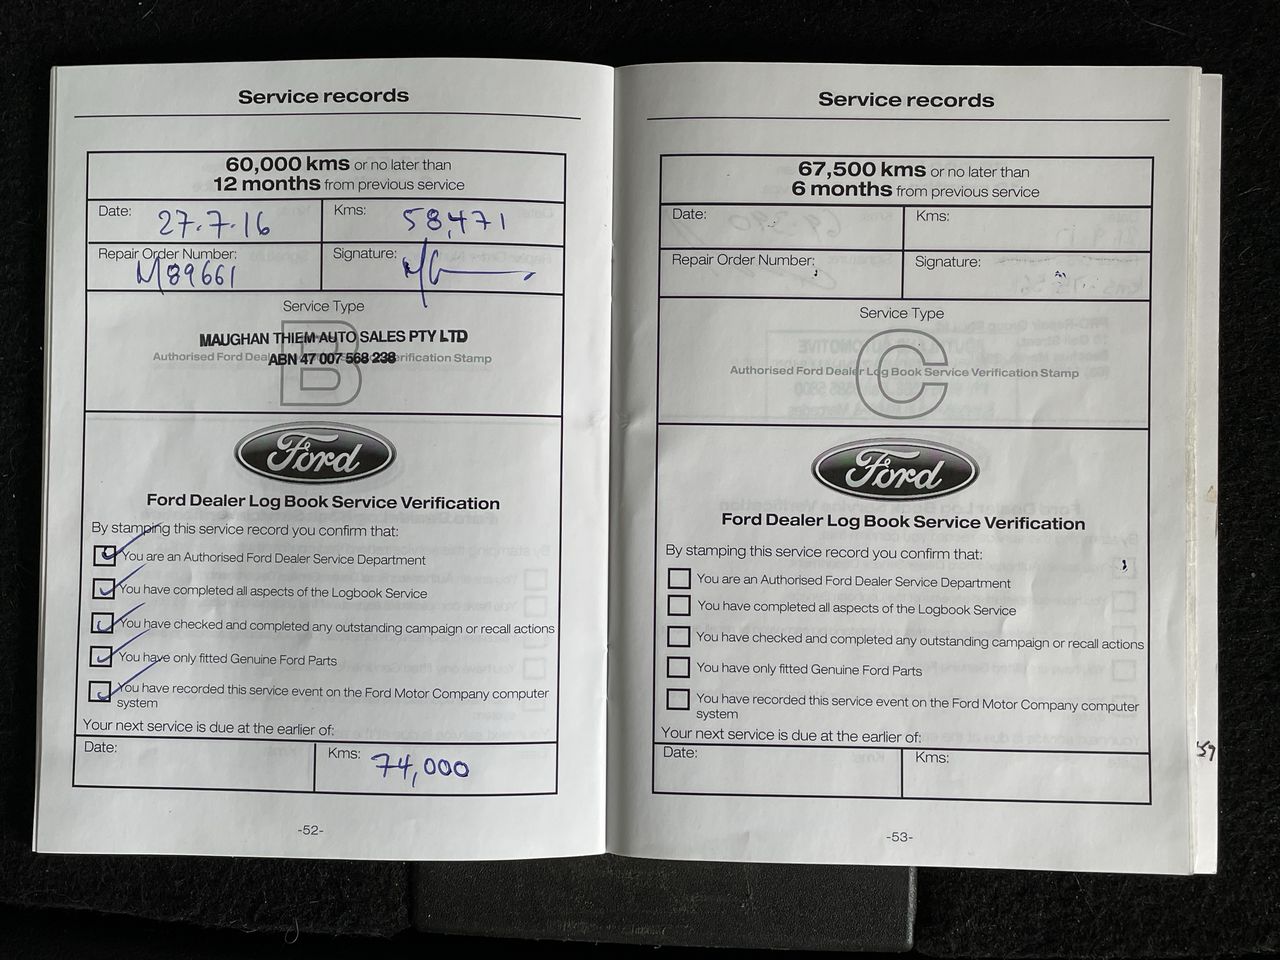 Service records
60,000 kms or no later than
12 months from previous service
Date: 27.7.16 Kms: 58,471
Repair Order Number: M89661 Signature:
Service Type
B
MAUGHAN THIEM AUTO SALES PTY LTD
Authorised Ford Dealer Verification Stamp
ABN 47 007 568 238
Ford
Ford Dealer Log Book Service Verification
By stamping this service record you confirm that:
You are an Authorised Ford Dealer Service Department
You have completed all aspects of the Logbook Service
You have checked and completed any outstanding campaign or recall actions
You have only fitted Genuine Ford Parts
You have recorded this service event on the Ford Motor Company computer
system
Your next service is due at the earlier of:
Date: Kms: 74,000
-52-
Service records
67,500 kms or no later than
6 months from previous service
Date: Kms:
Repair Order Number: Signature:
Service Type
C
Authorised Ford Dealer Log Book Service Verification Stamp
Ford
Ford Dealer Log Book Service Verification
By stamping this service record you confirm that:
You are an Authorised Ford Dealer Service Department
You have completed all aspects of the Logbook Service
You have checked and completed any outstanding campaign or recall actions
You have only fitted Genuine Ford Parts
You have recorded this service event on the Ford Motor Company computer
system
Your next service is due at the earlier of:
Date: Kms:
-53-